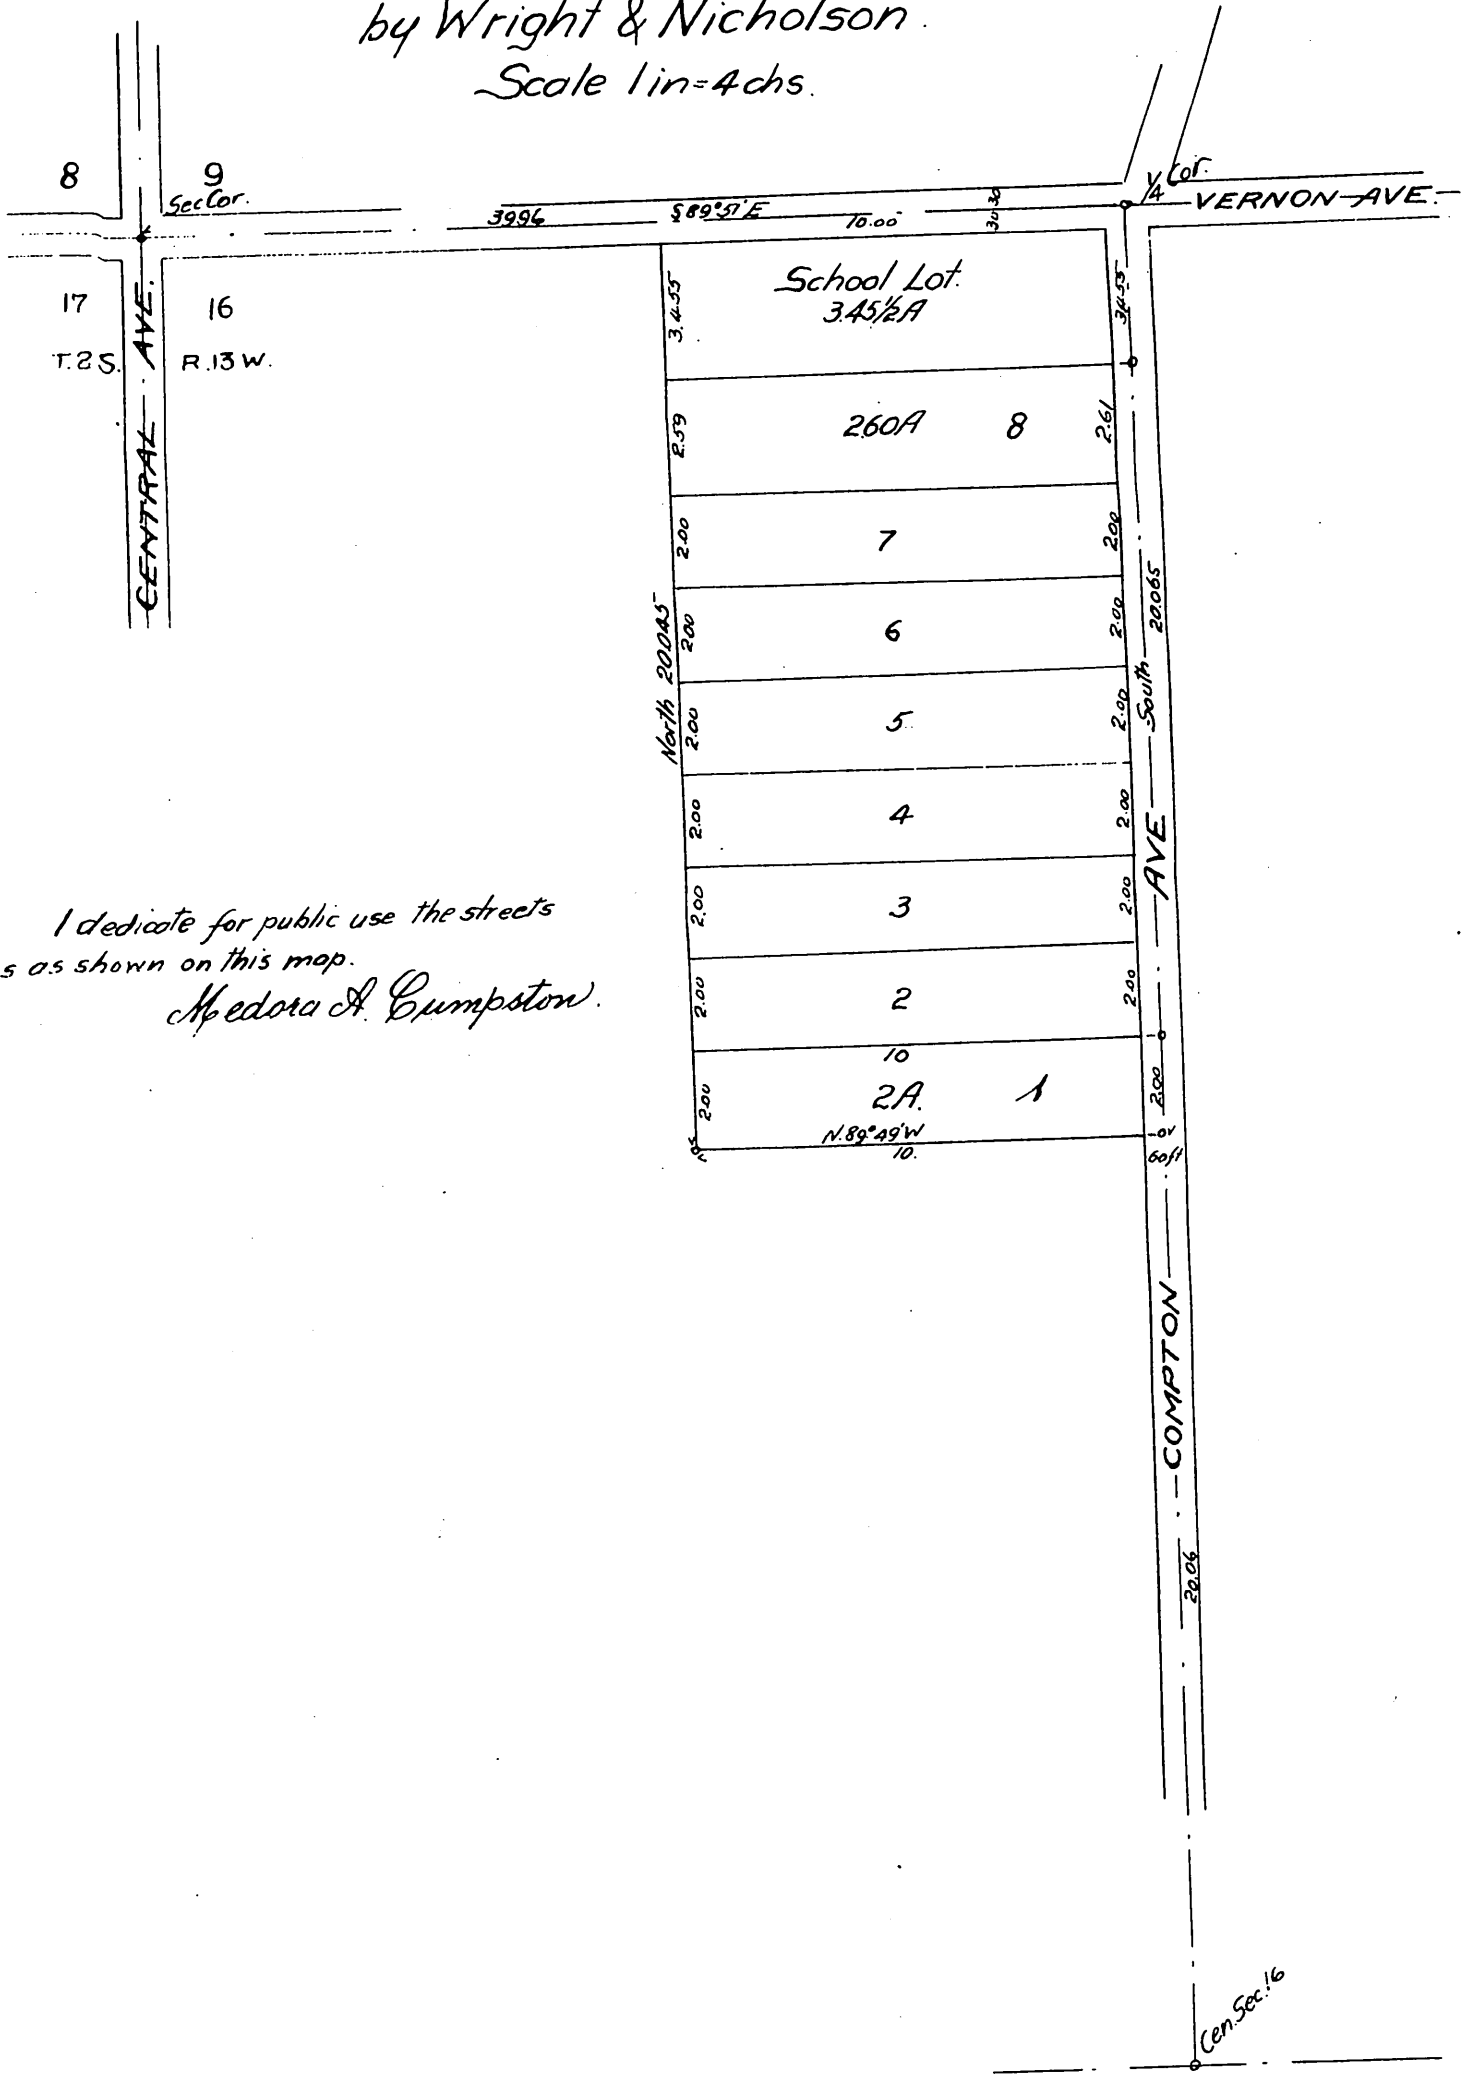 by Wright & Nicholson.
Scale 1in=4chs.
8
9
Sec Cor.
1/4 Cor.
VERNON AVE.
3996
S89°51'E
10.00
30 30
17
16
T.2S.
R.13W.
CENTRAL AVE.
School Lot.
3.45½A
3.455
3.455
2.59
2.60A
8
2.61
2.00
7
2.00
North 20.045
2.00
6
2.00
South 20.065
2.00
5
2.00
2.00
4
2.00
2.00
3
2.00
2.00
2
2.00
10
2.00
2A.
1
2.00
N.89°49'W
10.
60ft
COMPTON AVE
20.06
I dedicate for public use the streets
s as shown on this map.
Medora A. Cumpston.
Cen. Sec. 16